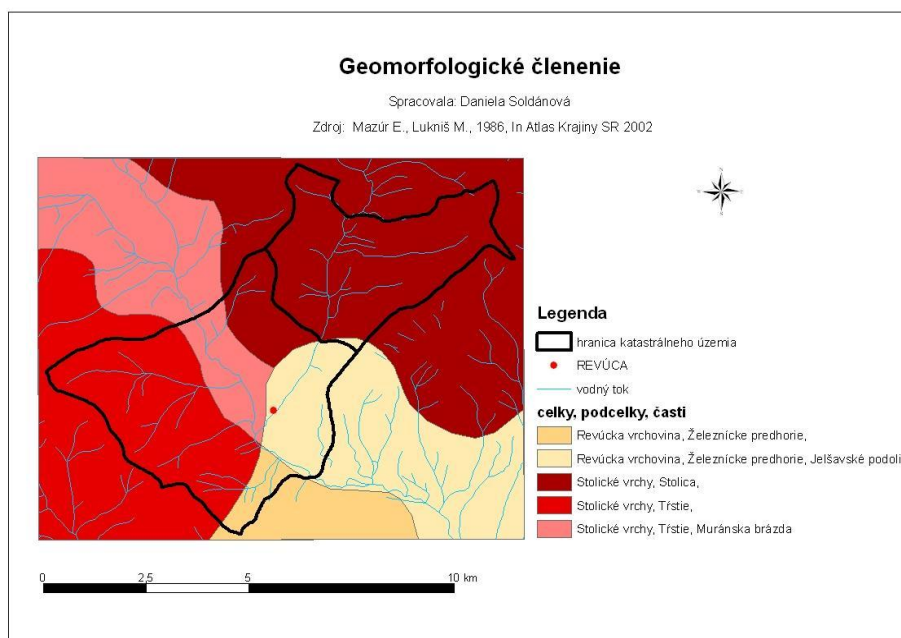 Geomorfologické členenie
Spracovala: Daniela Soldánová
Zdroj: Mazúr E., Lukniš M., 1986, In Atlas Krajiny SR 2002
Legenda
hranica katastrálneho územia
REVÚCA
vodný tok
celky, podcelky, časti
Revúcka vrchovina, Železnícke predhorie,
Revúcka vrchovina, Železnícke predhorie, Jelšavské podoli
Stolické vrchy, Stolica,
Stolické vrchy, Tŕstie,
Stolické vrchy, Tŕstie, Muránska brázda
0 2,5 5 10 km